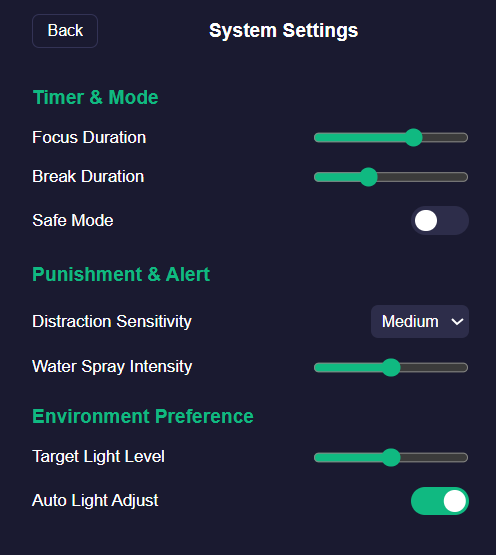 Back
System Settings
Timer & Mode
Focus Duration
Break Duration
Safe Mode
Punishment & Alert
Distraction Sensitivity
Medium
Water Spray Intensity
Environment Preference
Target Light Level
Auto Light Adjust